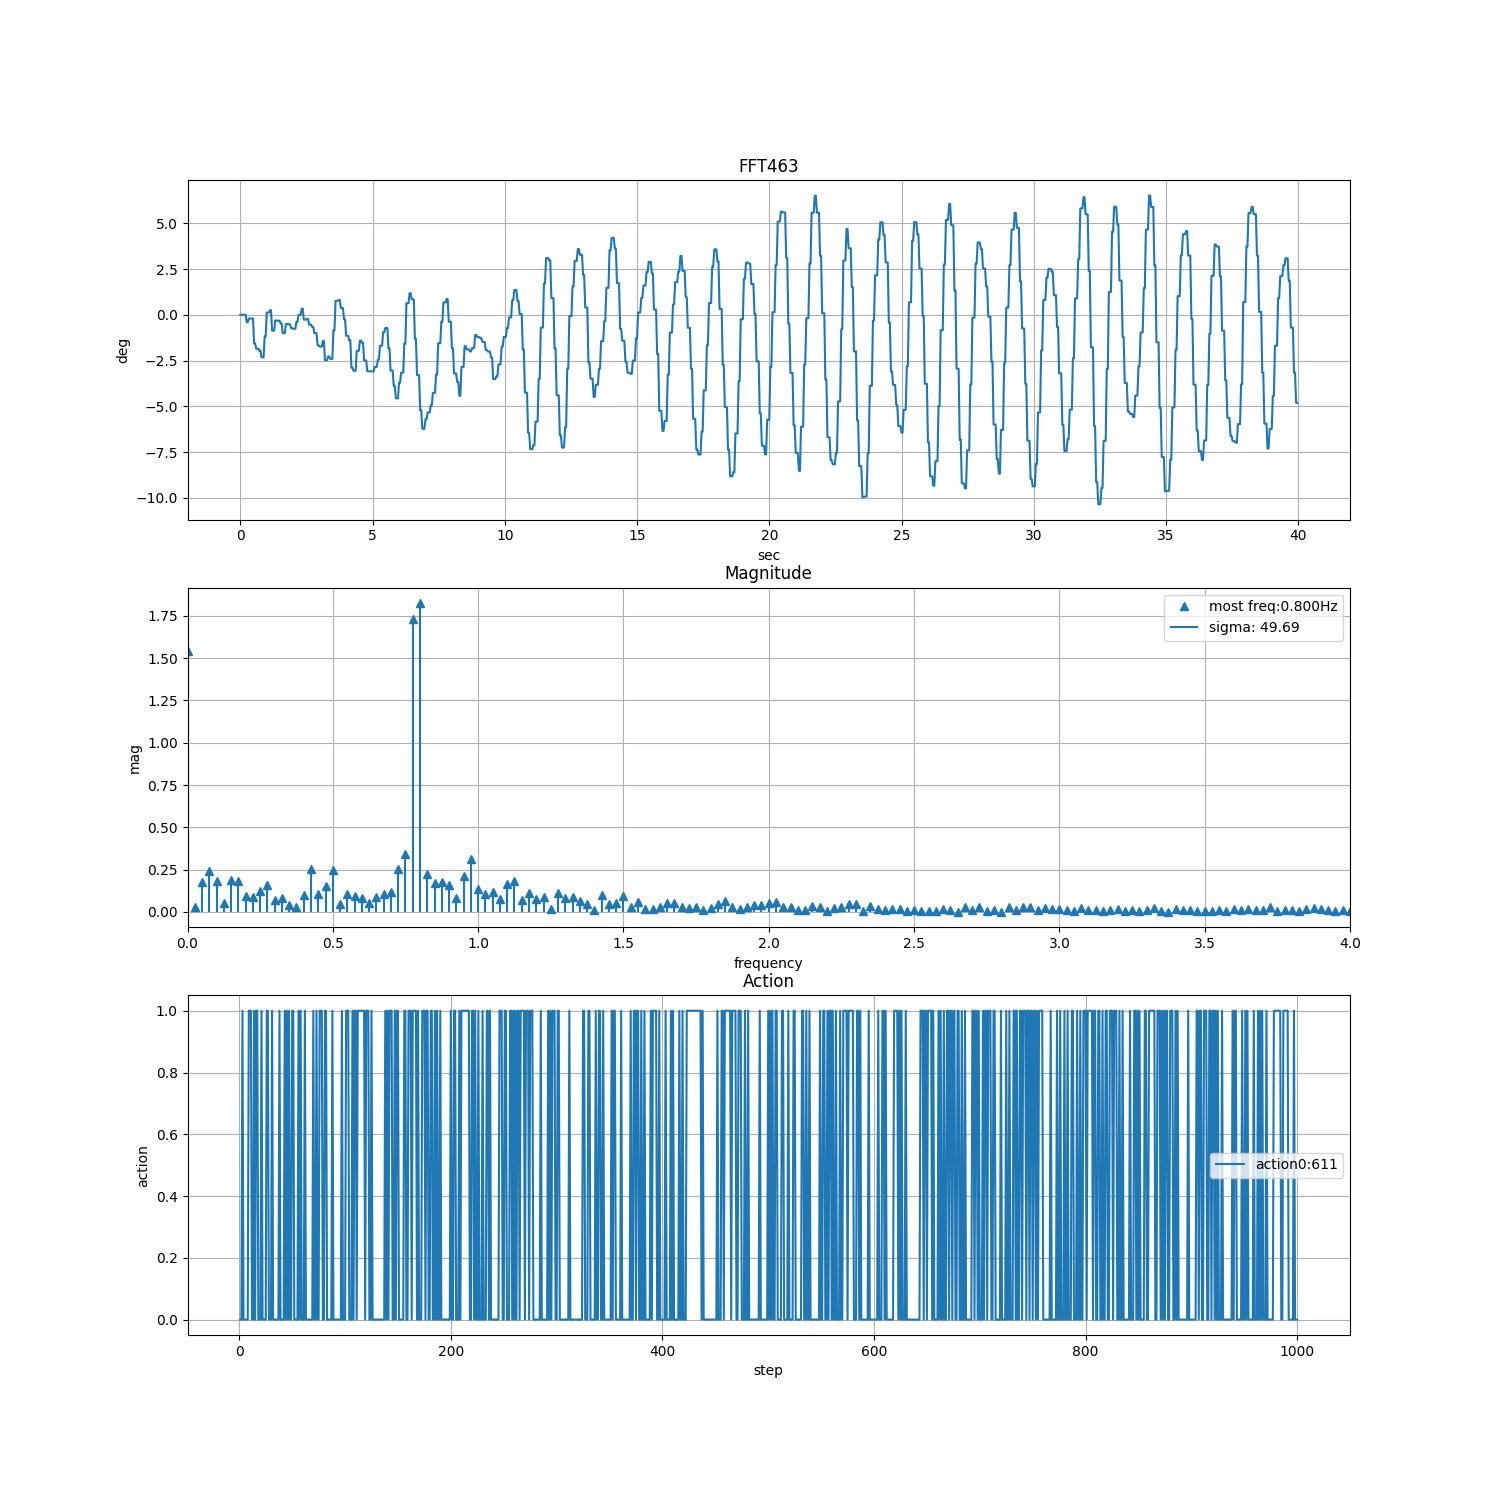 FFT463
5.0
2.5
0.0
−2.5
−5.0
−7.5
−10.0
deg
0 5 10 15 20 25 30 35 40
sec
Magnitude
1.75
1.50
1.25
1.00
0.75
0.50
0.25
0.00
mag
most freq:0.800Hz
sigma: 49.69
0.0 0.5 1.0 1.5 2.0 2.5 3.0 3.5 4.0
frequency
Action
1.0
0.8
0.6
0.4
0.2
0.0
action
action0:611
0 200 400 600 800 1000
step